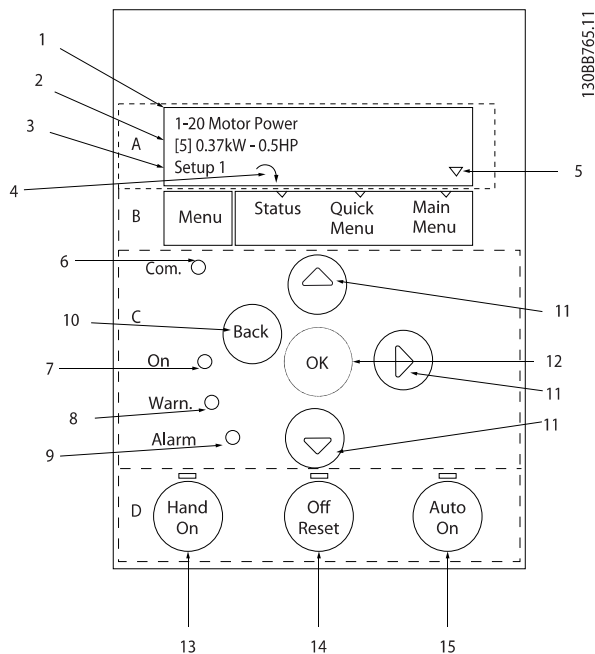 130BB765.11
1
2
3
4
5
A
1-20 Motor Power
[5] 0.37kW - 0.5HP
Setup 1
B
Menu
Status
Quick Menu
Main Menu
6
Com.
C
11
10
Back
OK
12
7
On
11
8
Warn.
11
9
Alarm
D
Hand On
Off Reset
Auto On
13
14
15